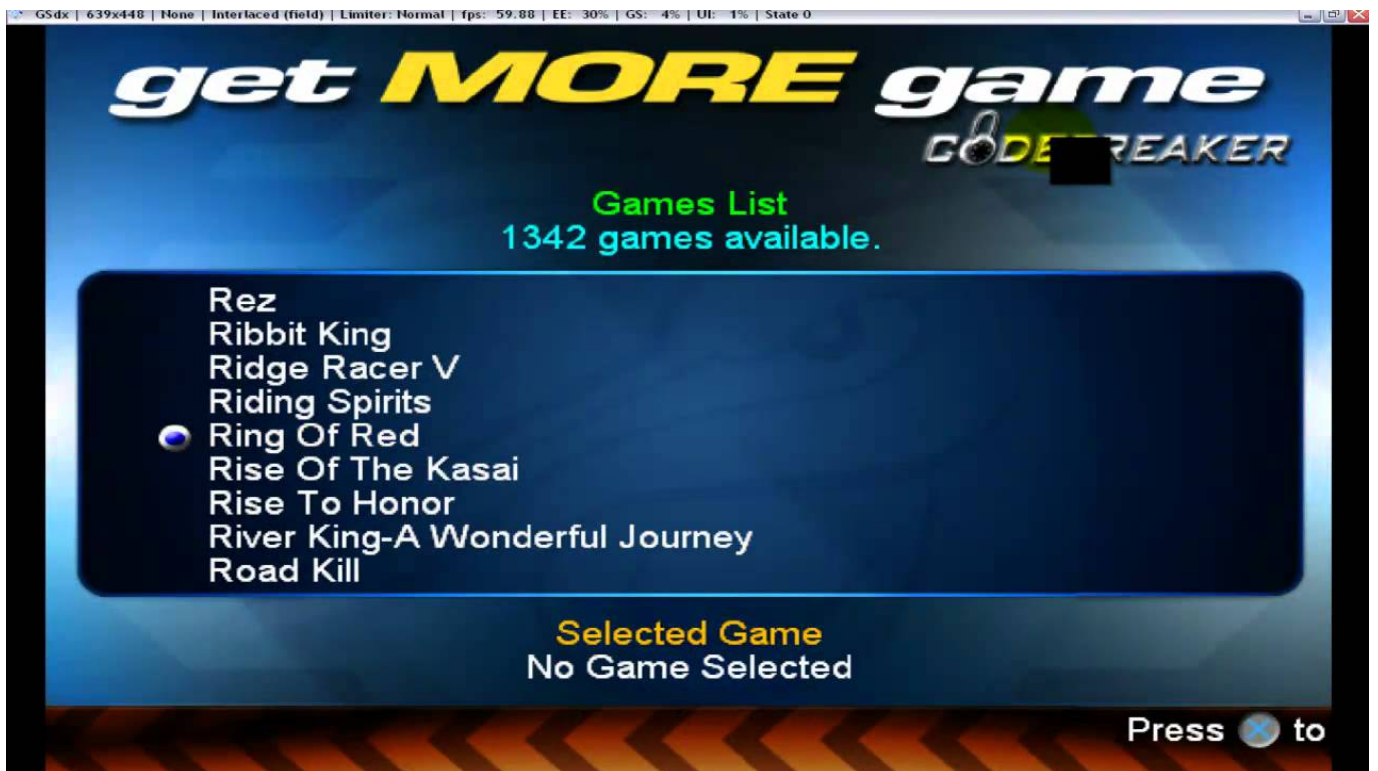 GSdx | 639x448 | None | Interlaced (field) | Limiter: Normal | fps: 59.88 | EE: 30% | GS: 4% | UI: 1% | State 0
get MORE game
Games List
1342 games available.
Rez
Ribbit King
Ridge Racer V
Riding Spirits
Ring Of Red
Rise Of The Kasai
Rise To Honor
River King-A Wonderful Journey
Road Kill
Selected Game
No Game Selected
Press to